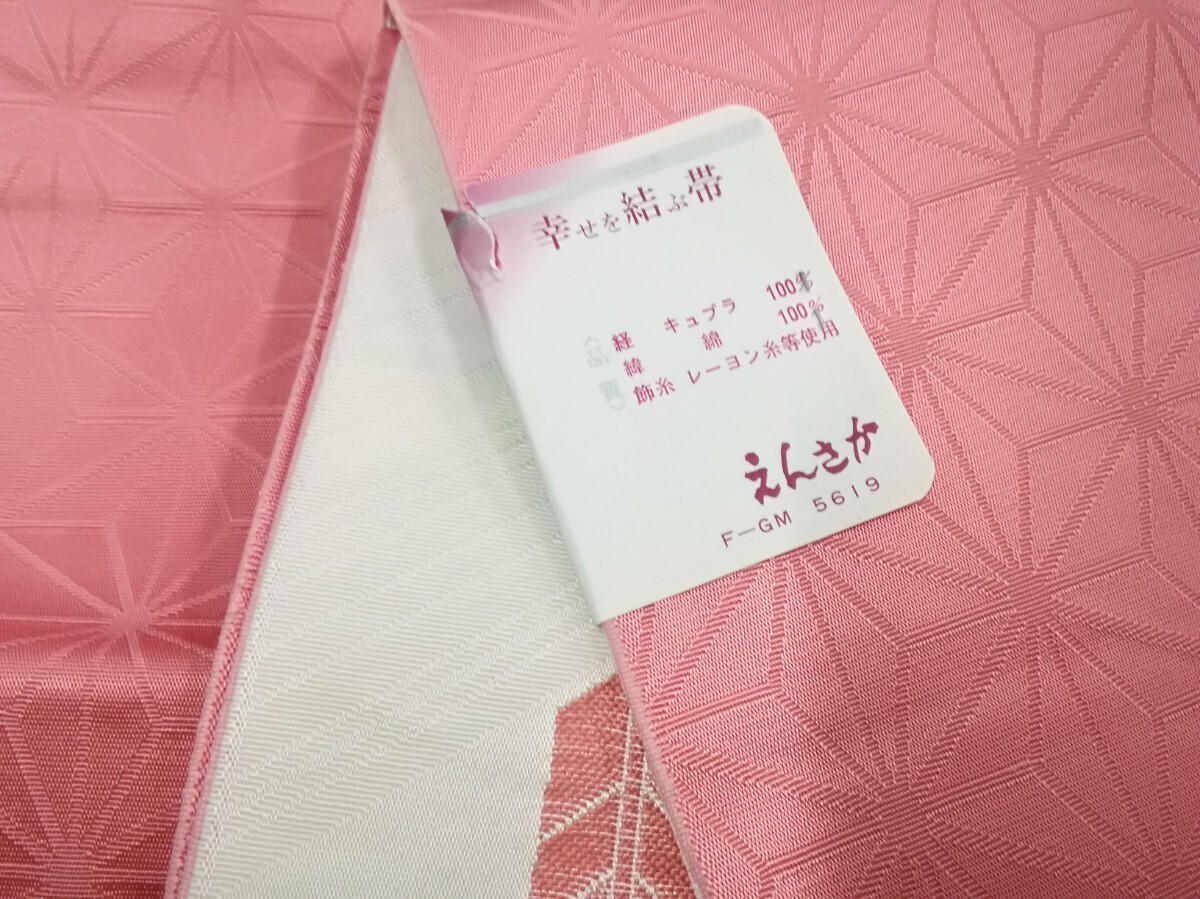 幸せを結ぶ帯
〈品質〉
経 キュプラ 100%
緯 綿 100%
飾糸 レーヨン糸等使用
えんさか
F-GM 5619